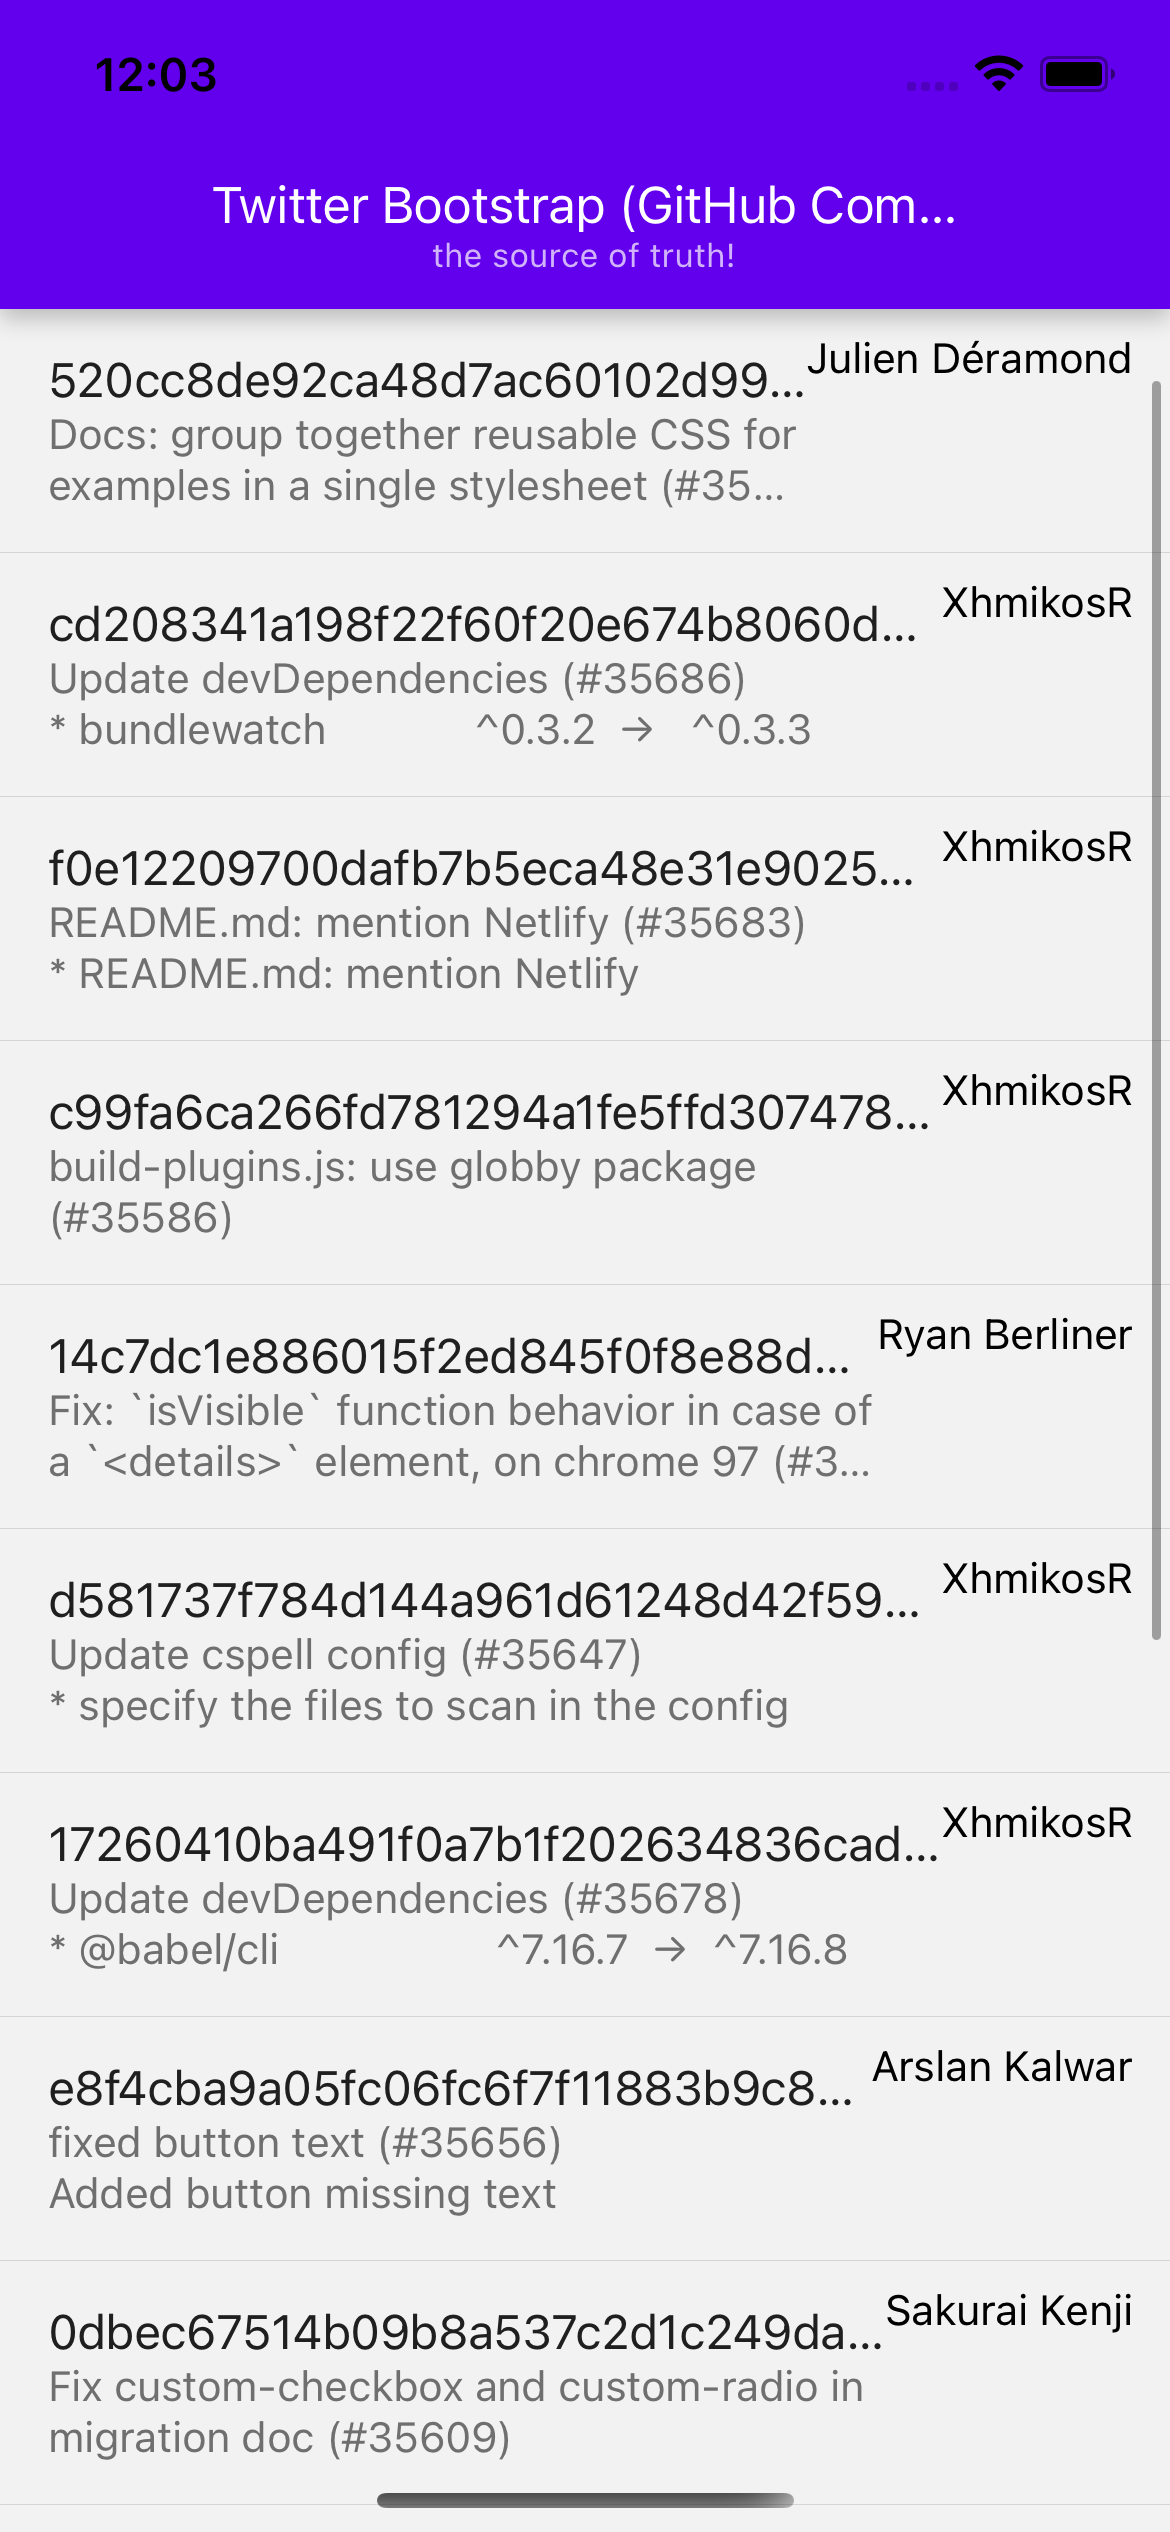 12:03
Twitter Bootstrap (GitHub Com...
the source of truth!
520cc8de92ca48d7ac60102d99... Julien Déramond
Docs: group together reusable CSS for
examples in a single stylesheet (#35...
cd208341a198f22f60f20e674b8060d... XhmikosR
Update devDependencies (#35686)
* bundlewatch ^0.3.2 → ^0.3.3
f0e12209700dafb7b5eca48e31e9025... XhmikosR
README.md: mention Netlify (#35683)
* README.md: mention Netlify
c99fa6ca266fd781294a1fe5ffd307478... XhmikosR
build-plugins.js: use globby package
(#35586)
14c7dc1e886015f2ed845f0f8e88d... Ryan Berliner
Fix: `isVisible` function behavior in case of
a `<details>` element, on chrome 97 (#3...
d581737f784d144a961d61248d42f59... XhmikosR
Update cspell config (#35647)
* specify the files to scan in the config
17260410ba491f0a7b1f202634836cad... XhmikosR
Update devDependencies (#35678)
* @babel/cli ^7.16.7 → ^7.16.8
e8f4cba9a05fc06fc6f7f11883b9c8... Arslan Kalwar
fixed button text (#35656)
Added button missing text
0dbec67514b09b8a537c2d1c249da... Sakurai Kenji
Fix custom-checkbox and custom-radio in
migration doc (#35609)